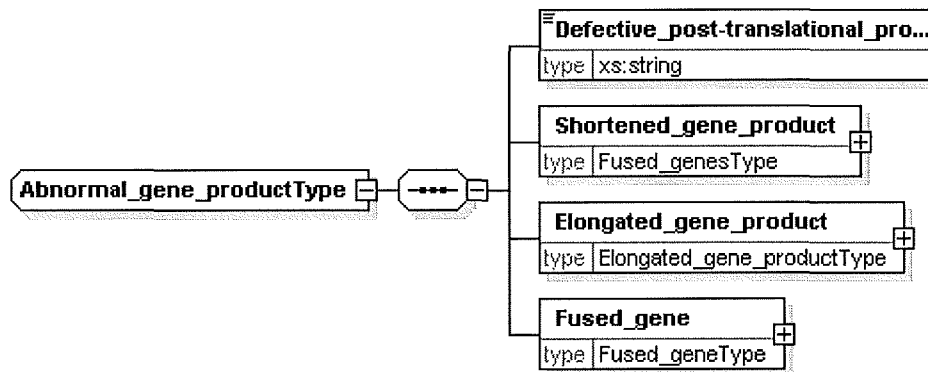 Defective_post-translational_pro...
type xs:string
Shortened_gene_product
type Fused_genesType
Abnormal_gene_productType
Elongated_gene_product
type Elongated_gene_productType
Fused_gene
type Fused_geneType